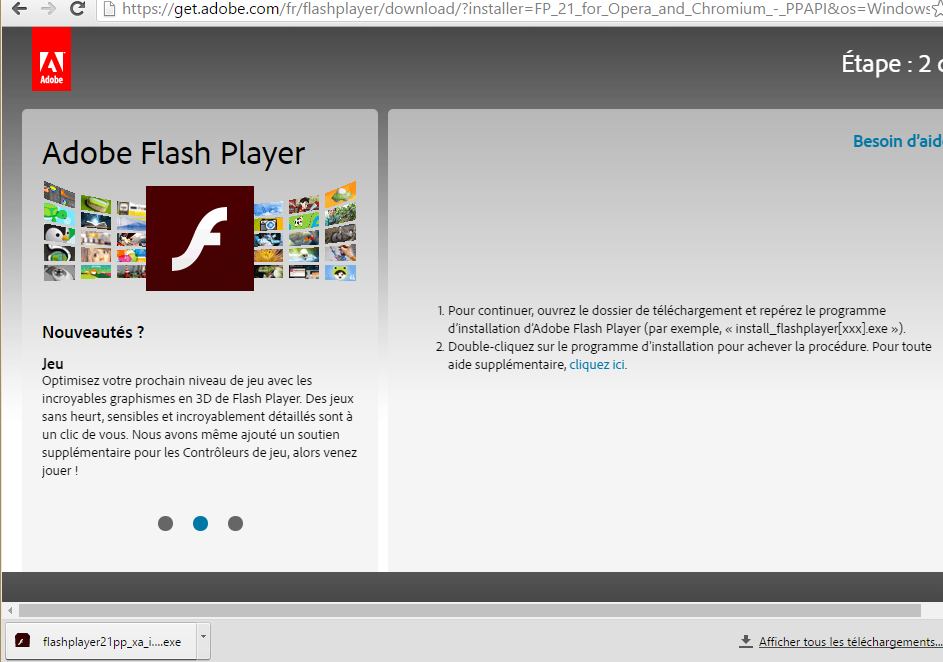 https://get.adobe.com/fr/flashplayer/download/?installer=FP_21_for_Opera_and_Chromium_-_PPAPI&os=Windows
Adobe
Étape : 2
Besoin d'aid
Adobe Flash Player
Nouveautés ?
Jeu
Optimisez votre prochain niveau de jeu avec les
incroyables graphismes en 3D de Flash Player. Des jeux
sans heurt, sensibles et incroyablement détaillés sont à
un clic de vous. Nous avons même ajouté un soutien
supplémentaire pour les Contrôleurs de jeu, alors venez
jouer !
1. Pour continuer, ouvrez le dossier de téléchargement et repérez le programme
d'installation d'Adobe Flash Player (par exemple, « install_flashplayer[xxx].exe »).
2. Double-cliquez sur le programme d'installation pour achever la procédure. Pour toute
aide supplémentaire, cliquez ici.
flashplayer21pp_xa_i....exe
Afficher tous les téléchargements...